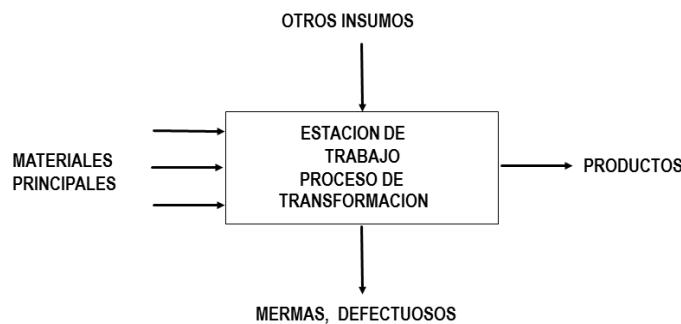 OTROS INSUMOS
ESTACION DE
TRABAJO
PROCESO DE
TRANSFORMACION
MATERIALES
PRINCIPALES
PRODUCTOS
MERMAS, DEFECTUOSOS